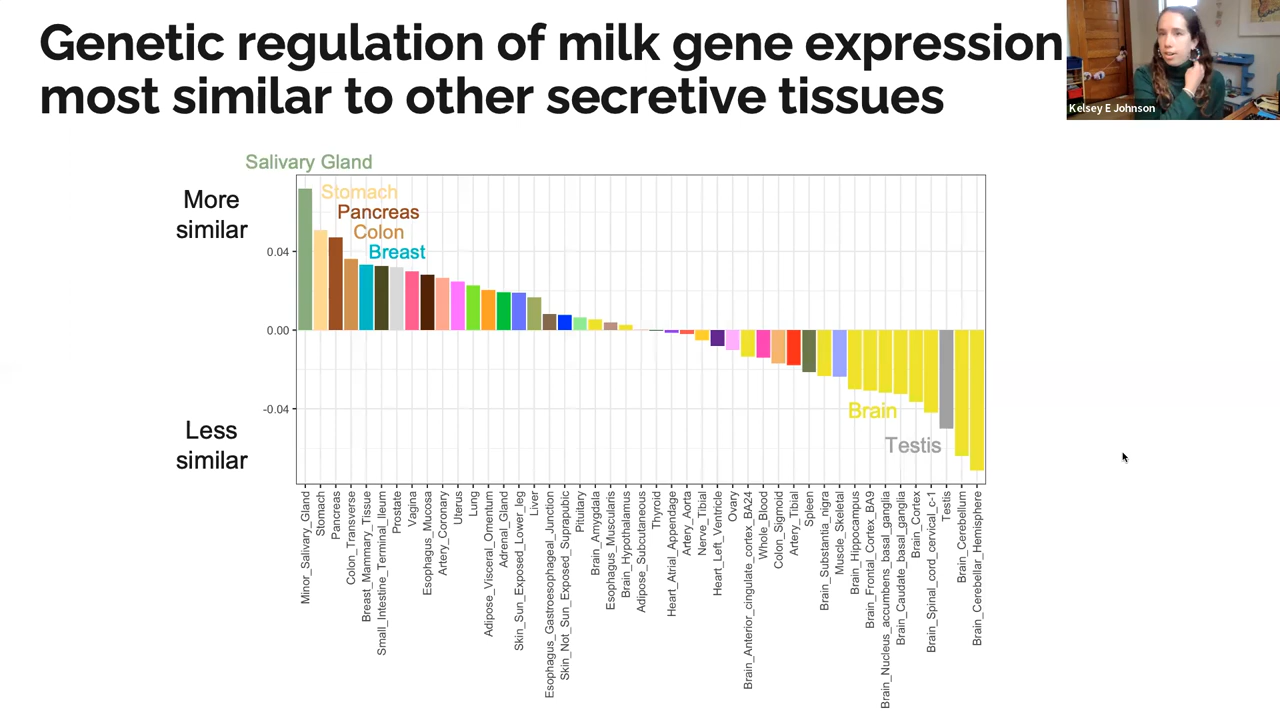 Genetic regulation of milk gene expression
most similar to other secretive tissues
Kelsey E Johnson
Salivary Gland
More
similar
Stomach
Pancreas
Colon
Breast
0.04
0.00
-0.04
Less
similar
Brain
Testis
Minor_Salivary_Gland
Stomach
Pancreas
Colon_Transverse
Breast_Mammary_Tissue
Small_Intestine_Terminal_Ileum
Prostate
Vagina
Esophagus_Mucosa
Artery_Coronary
Uterus
Lung
Adipose_Visceral_Omentum
Adrenal_Gland
Skin_Sun_Exposed_Lower_leg
Liver
Esophagus_Gastroesophageal_Junction
Skin_Not_Sun_Exposed_Suprapubic
Pituitary
Brain_Amygdala
Esophagus_Muscularis
Brain_Hypothalamus
Adipose_Subcutaneous
Thyroid
Heart_Atrial_Appendage
Artery_Aorta
Nerve_Tibial
Heart_Left_Ventricle
Ovary
Brain_Anterior_cingulate_cortex_BA24
Whole_Blood
Colon_Sigmoid
Artery_Tibial
Spleen
Brain_Substantia_nigra
Muscle_Skeletal
Brain_Hippocampus
Brain_Frontal_Cortex_BA9
Brain_Nucleus_accumbens_basal_ganglia
Brain_Caudate_basal_ganglia
Brain_Cortex
Brain_Spinal_cord_cervical_c-1
Testis
Brain_Cerebellum
Brain_Cerebellar_Hemisphere